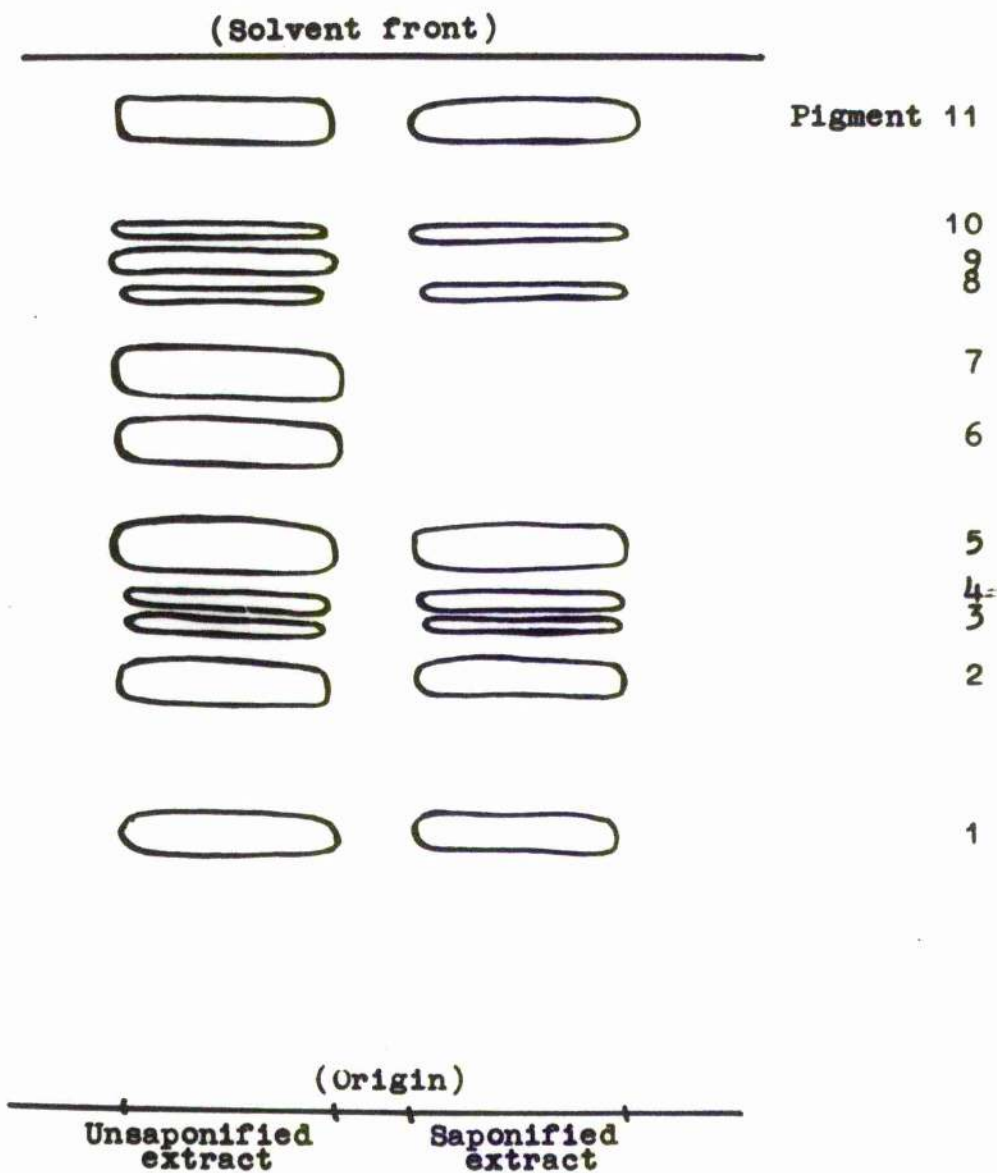 (Solvent front)
Pigment 11
10
9
8
7
6
5
4
3
2
1
(Origin)
Unsaponified extract
Saponified extract